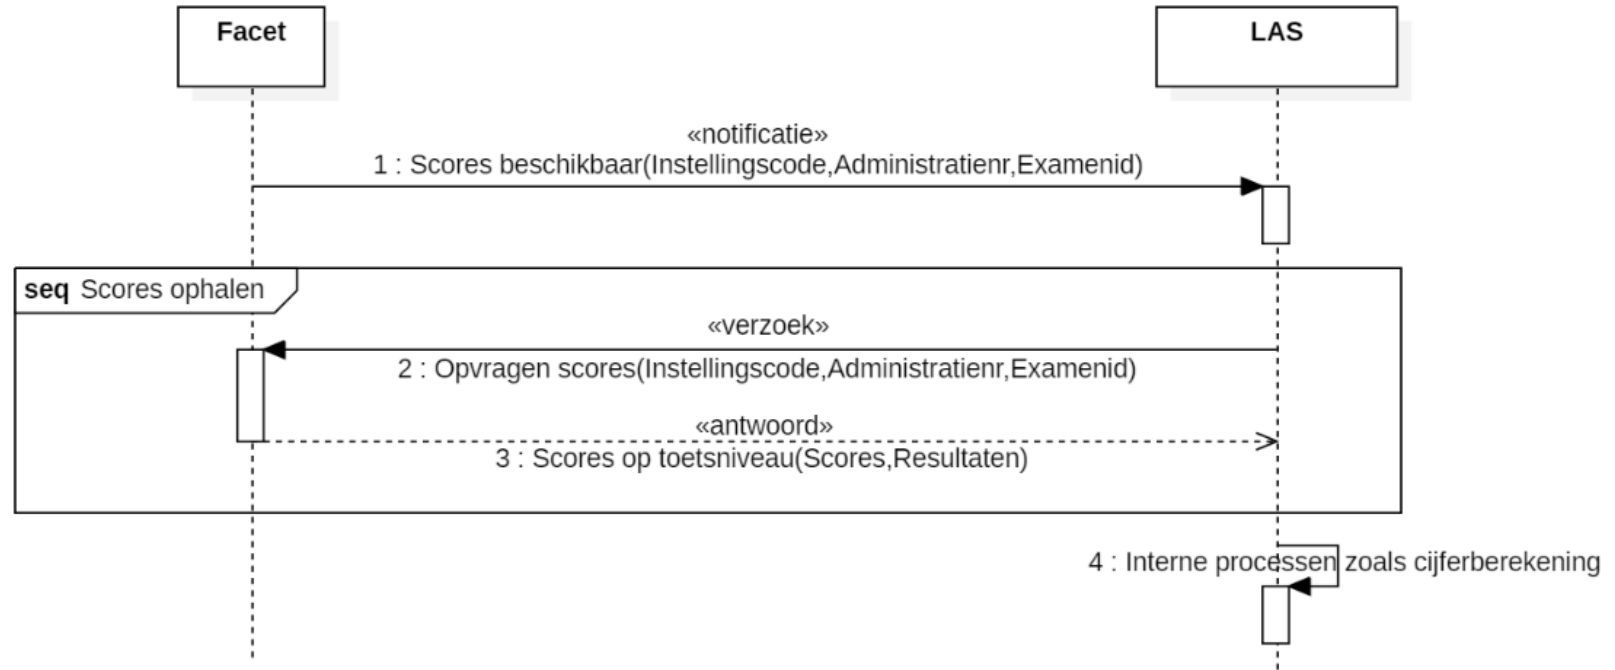 Facet
LAS
«notificatie»
1 : Scores beschikbaar(Instellingscode,Administratienr,Examenid)
seq Scores ophalen
«verzoek»
2 : Opvragen scores(Instellingscode,Administratienr,Examenid)
«antwoord»
3 : Scores op toetsniveau(Scores,Resultaten)
4 : Interne processen zoals cijferberekening